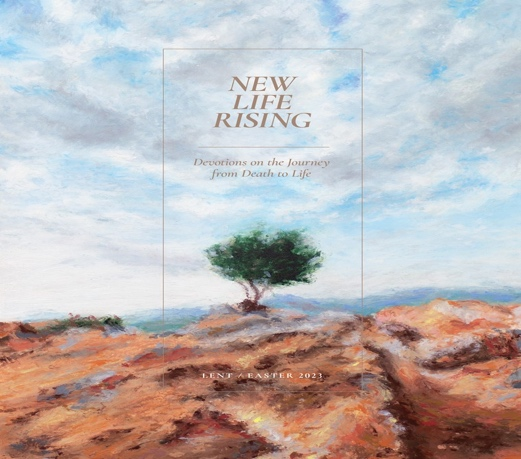 NEW
LIFE
RISING
Devotions on the Journey
from Death to Life
LENT / EASTER 2023